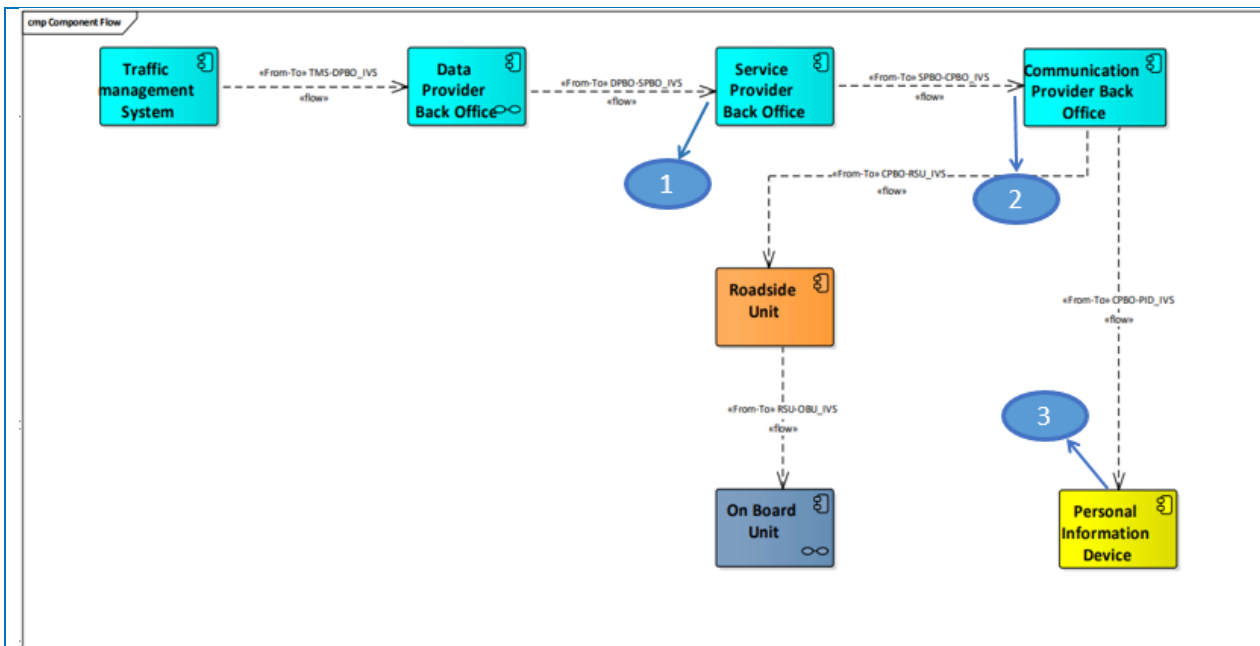 cmp Component Flow
Traffic
management
System
«From-To» TMS-DPBO_IVS
«flow»
Data
Provider
Back Office
«From-To» DPBO-SPBO_IVS
«flow»
Service
Provider
Back Office
«From-To» SPBO-CPBO_IVS
«flow»
Communication
Provider Back
Office
1
2
«From-To» CPBO-RSU_IVS
«flow»
Roadside
Unit
«From-To» CPBO-PID_IVS
«flow»
«From-To» RSU-OBU_IVS
«flow»
3
On Board
Unit
Personal
Information
Device